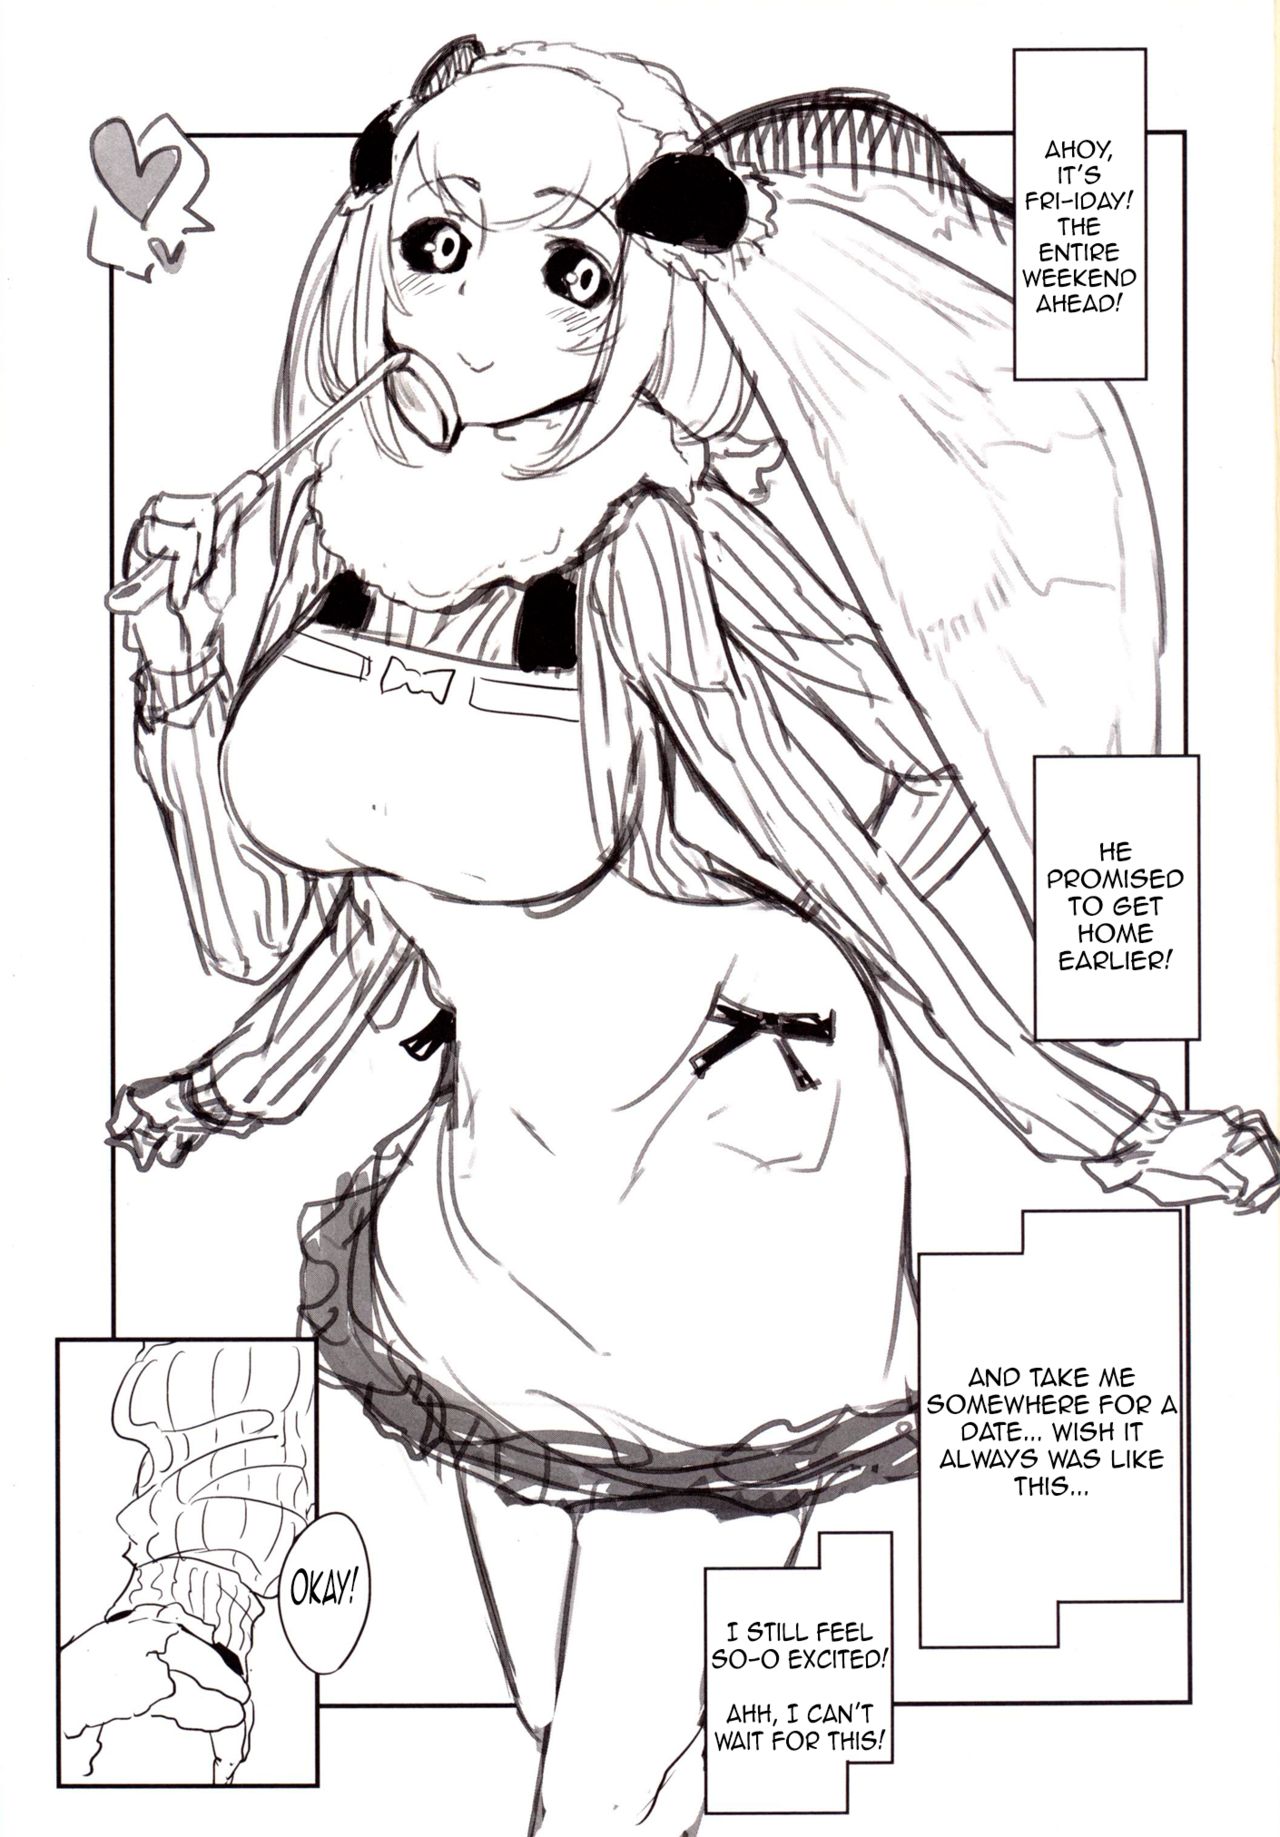 AHOY,
IT'S
FRI-IDAY!
THE
ENTIRE
WEEKEND
AHEAD!
HE
PROMISED
TO GET
HOME
EARLIER!
AND TAKE ME
SOMEWHERE FOR A
DATE... WISH IT
ALWAYS WAS LIKE
THIS...
I STILL FEEL
SO-O EXCITED!
AHH, I CAN'T
WAIT FOR THIS!
OKAY!